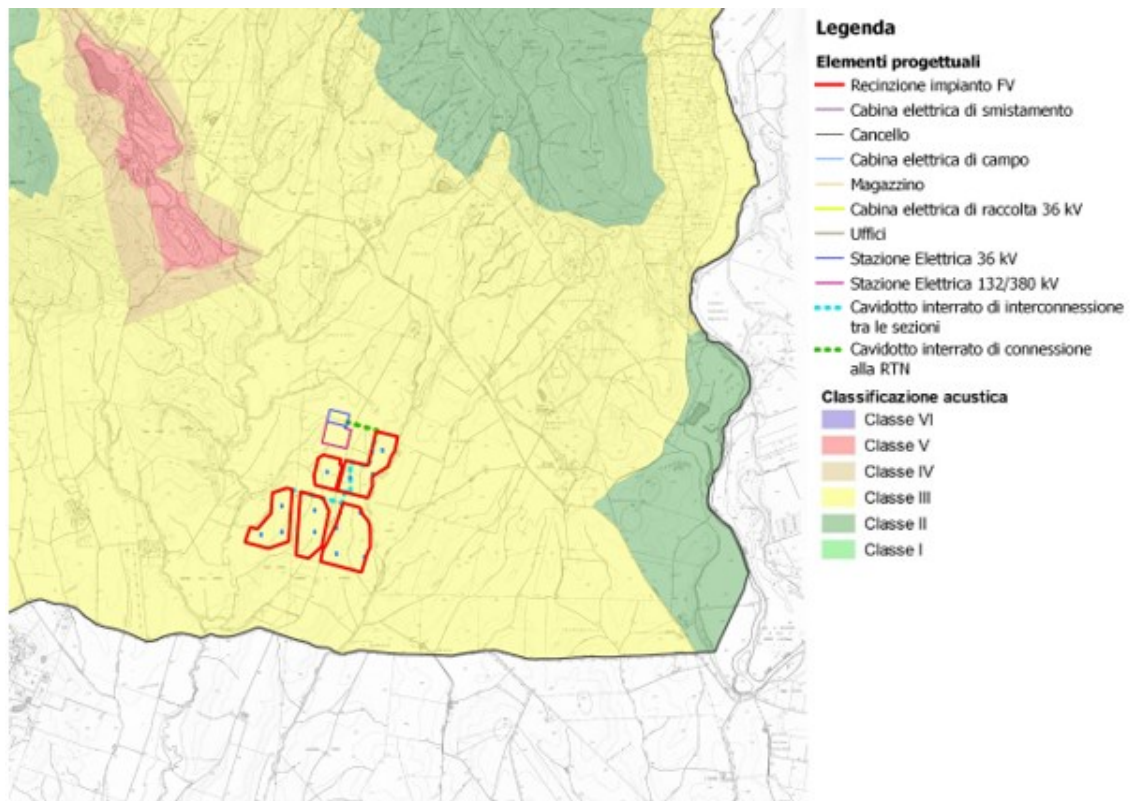 Legenda
Elementi progettuali
Recinzione impianto FV
Cabina elettrica di smistamento
Cancello
Cabina elettrica di campo
Magazzino
Cabina elettrica di raccolta 36 kV
Uffici
Stazione Elettrica 36 kV
Stazione Elettrica 132/380 kV
Cavidotto interrato di interconnessione
tra le sezioni
Cavidotto interrato di connessione
alla RTN
Classificazione acustica
Classe VI
Classe V
Classe IV
Classe III
Classe II
Classe I